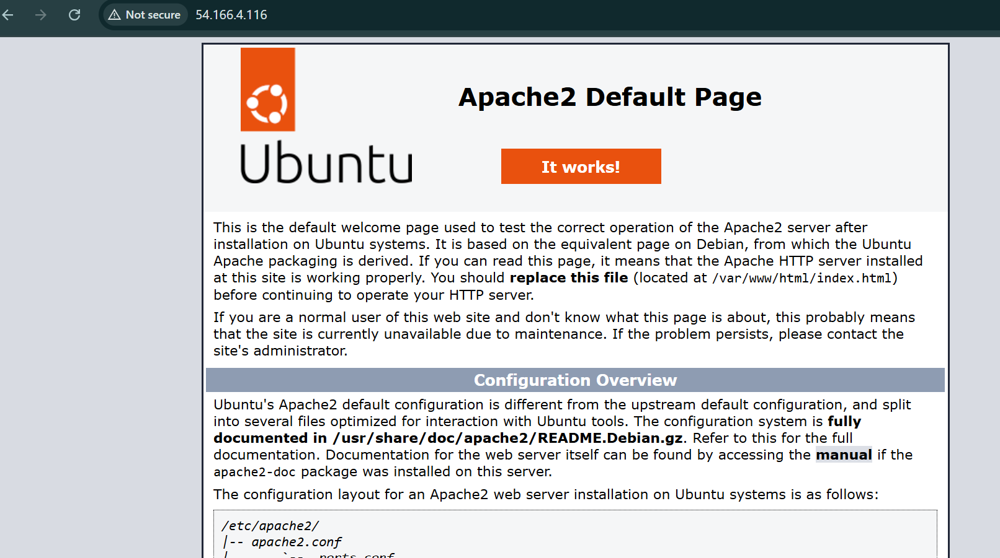 Not secure 54.166.4.116
Apache2 Default Page
Ubuntu
It works!
This is the default welcome page used to test the correct operation of the Apache2 server after
installation on Ubuntu systems. It is based on the equivalent page on Debian, from which the Ubuntu
Apache packaging is derived. If you can read this page, it means that the Apache HTTP server installed
at this site is working properly. You should replace this file (located at /var/www/html/index.html)
before continuing to operate your HTTP server.
If you are a normal user of this web site and don't know what this page is about, this probably means
that the site is currently unavailable due to maintenance. If the problem persists, please contact the
site's administrator.
Configuration Overview
Ubuntu's Apache2 default configuration is different from the upstream default configuration, and split
into several files optimized for interaction with Ubuntu tools. The configuration system is fully
documented in /usr/share/doc/apache2/README.Debian.gz. Refer to this for the full
documentation. Documentation for the web server itself can be found by accessing the manual if the
apache2-doc package was installed on this server.
The configuration layout for an Apache2 web server installation on Ubuntu systems is as follows:
/etc/apache2/
|-- apache2.conf
|       `--  ports.conf